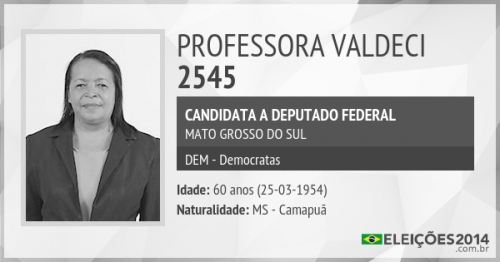 PROFESSORA VALDECI
2545
CANDIDATA A DEPUTADO FEDERAL
MATO GROSSO DO SUL
DEM - Democratas
Idade: 60 anos (25-03-1954)
Naturalidade: MS - Camapuã
ELEIÇÕES2014
.com.br